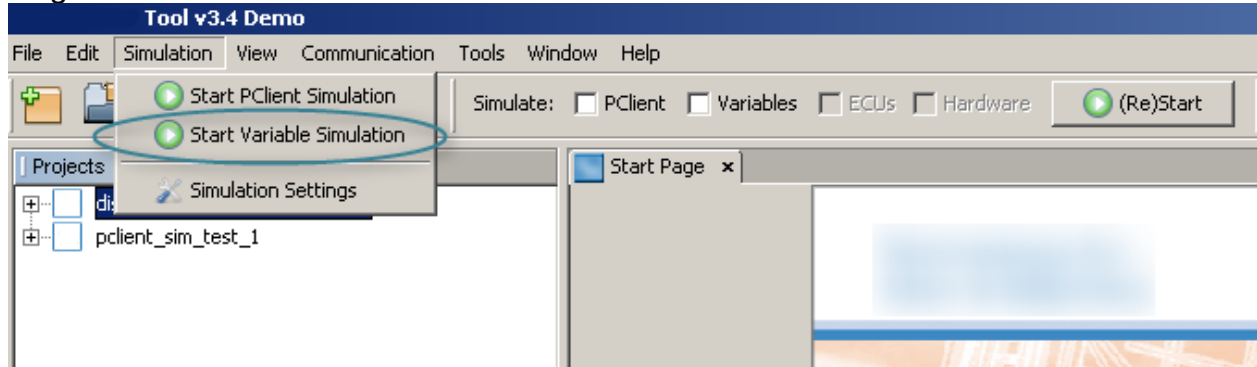 Tool v3.4 Demo
File Edit Simulation View Communication Tools Window Help
Start PClient Simulation
Start Variable Simulation
Simulation Settings
Simulate: PClient Variables ECUs Hardware (Re)Start
Projects
Start Page
pclient_sim_test_1